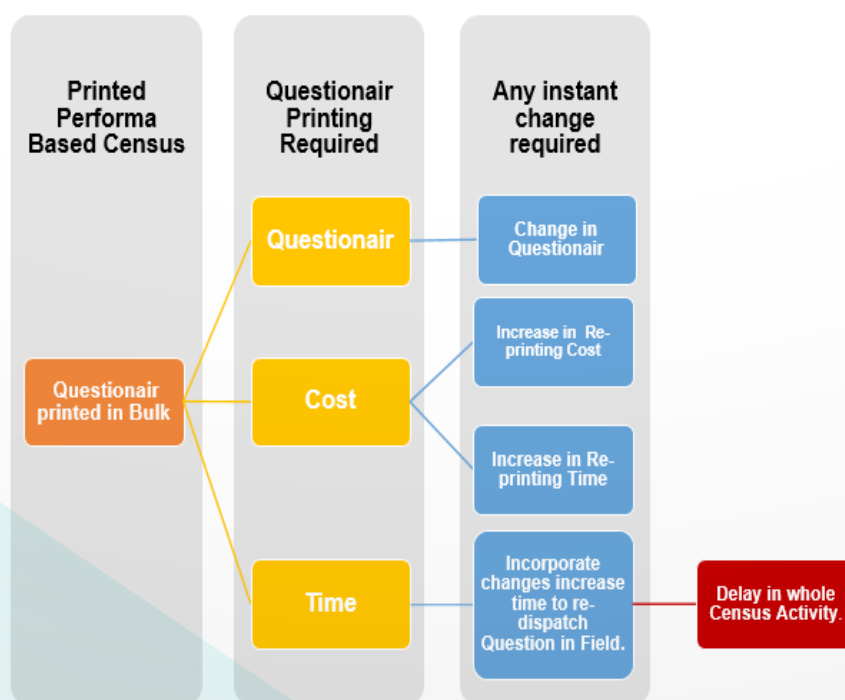 Printed
Performa
Based Census
Questionair
Printing
Required
Any instant
change
required
Questionair
printed in Bulk
Questionair
Cost
Time
Change in
Questionair
Increase in Re-
printing Cost
Increase in Re-
printing Time
Incorporate
changes increase
time to re-
dispatch
Question in Field.
Delay in whole
Census Activity.